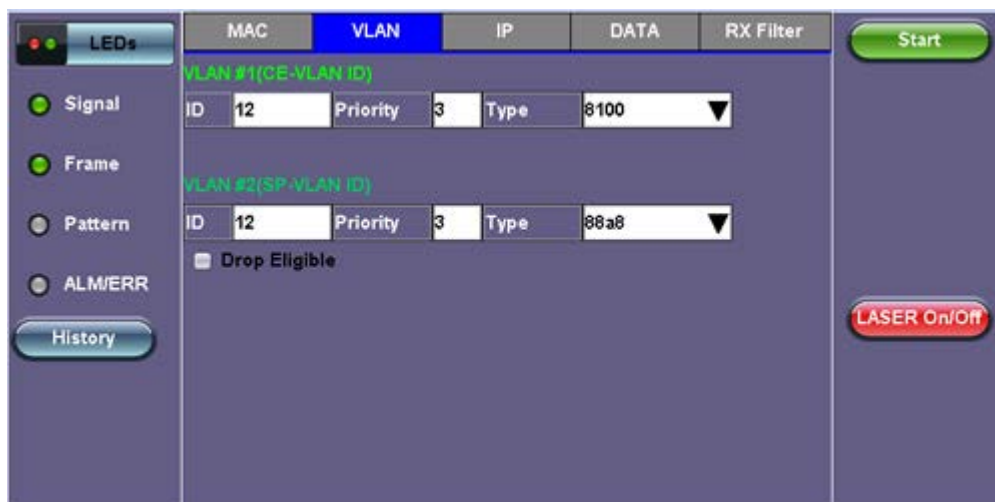 LEDs
Signal
Frame
Pattern
ALM/ERR
History
MAC VLAN IP DATA RX Filter
VLAN #1(CE-VLAN ID)
ID 12 Priority 3 Type 8100
VLAN #2(SP-VLAN ID)
ID 12 Priority 3 Type 88a8
Drop Eligible
Start
LASER On/Off